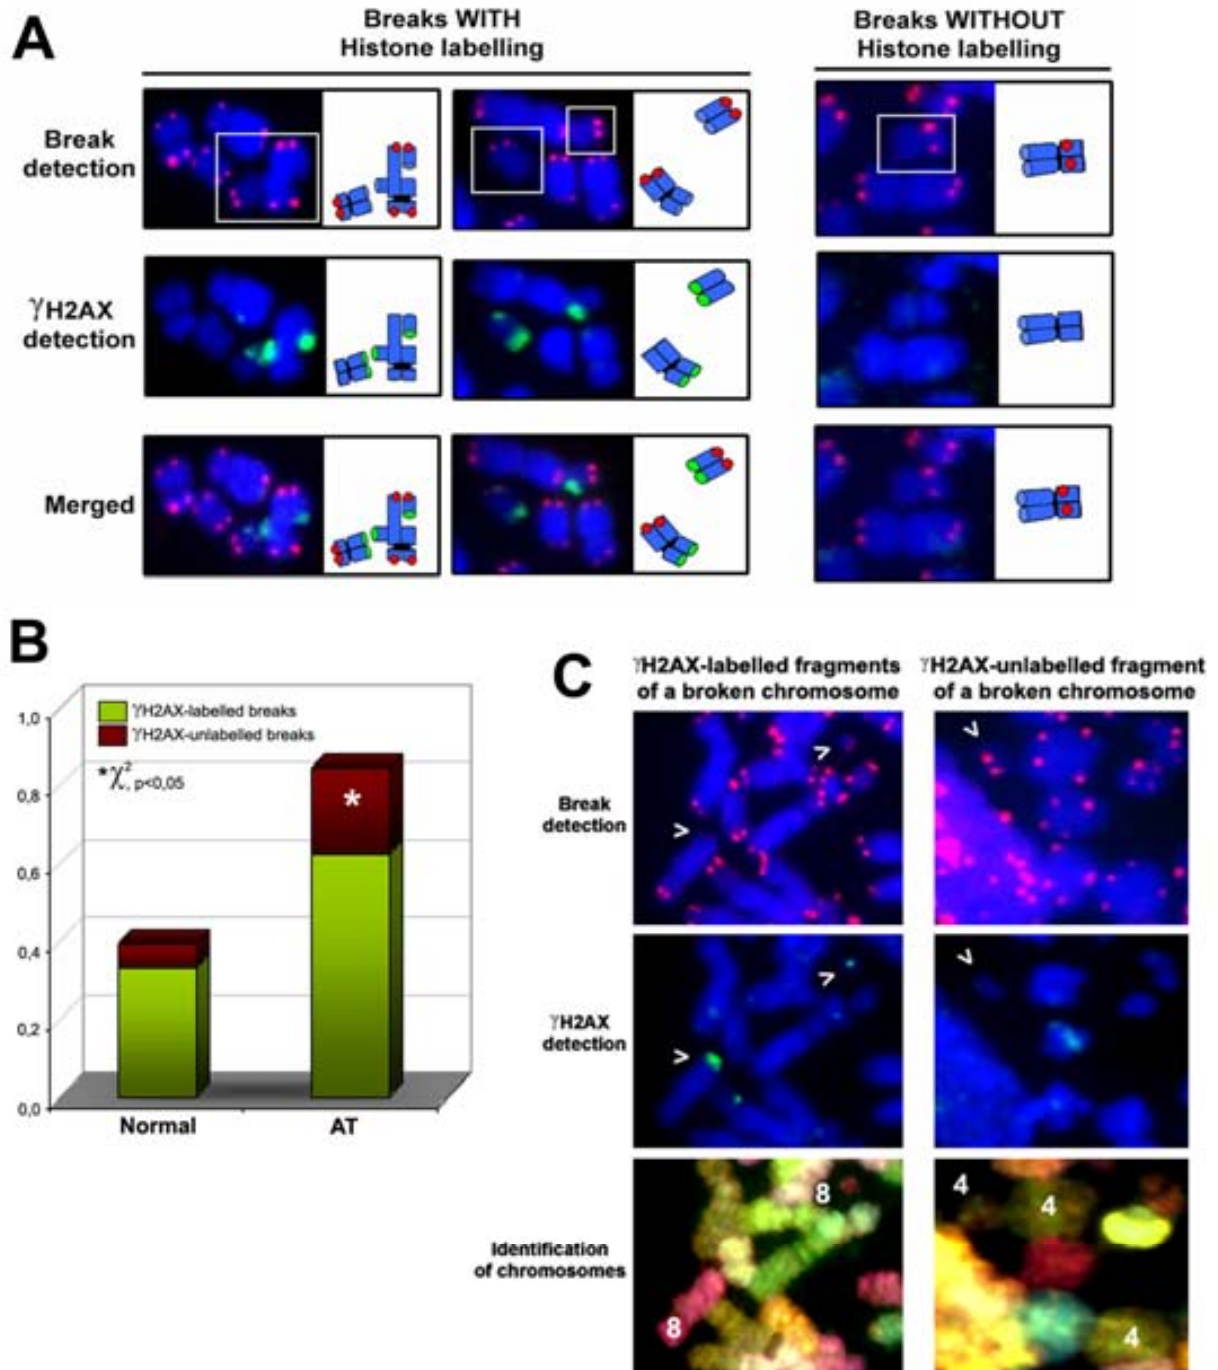 A
Breaks WITH
Histone labelling
Breaks WITHOUT
Histone labelling
Break
detection
γH2AX
detection
Merged
B
1,0
0,8
0,6
0,4
0,2
0,0
γH2AX-labelled breaks
γH2AX-unlabelled breaks
*χ², p<0,05
*
Normal
AT
C
γH2AX-labelled fragments
of a broken chromosome
γH2AX-unlabelled fragment
of a broken chromosome
Break
detection
γH2AX
detection
Identification
of chromosomes
8
8
4
4
4